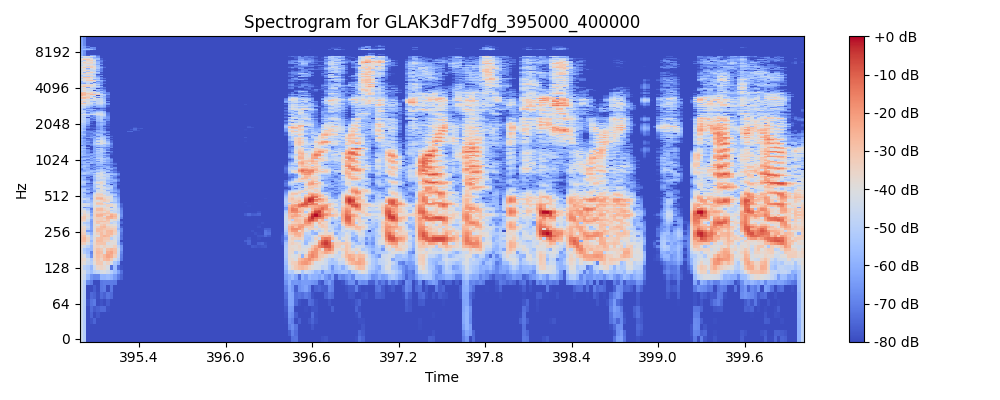 Spectrogram for GLAK3dF7dfg_395000_400000
Hz
8192
4096
2048
1024
512
256
128
64
0
395.4 396.0 396.6 397.2 397.8 398.4 399.0 399.6
Time
+0 dB
-10 dB
-20 dB
-30 dB
-40 dB
-50 dB
-60 dB
-70 dB
-80 dB